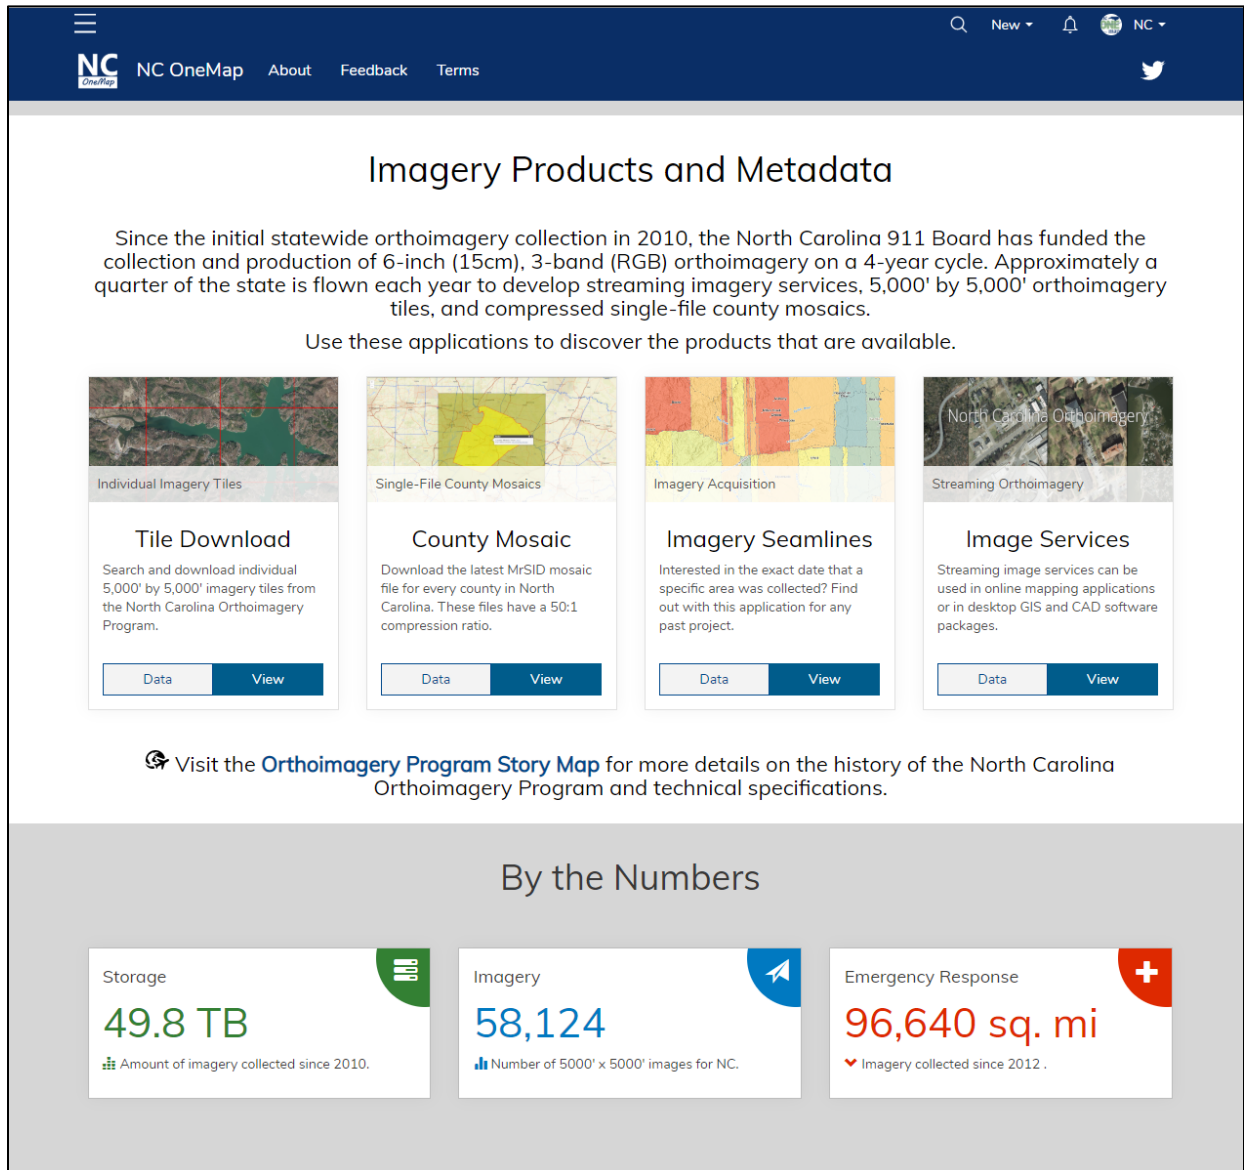 New
NC
NC
OneMap
NC OneMap
About
Feedback
Terms
Imagery Products and Metadata
Since the initial statewide orthoimagery collection in 2010, the North Carolina 911 Board has funded the
collection and production of 6-inch (15cm), 3-band (RGB) orthoimagery on a 4-year cycle. Approximately a
quarter of the state is flown each year to develop streaming imagery services, 5,000' by 5,000' orthoimagery
tiles, and compressed single-file county mosaics.
Use these applications to discover the products that are available.
Individual Imagery Tiles
Tile Download
Search and download individual
5,000' by 5,000' imagery tiles from
the North Carolina Orthoimagery
Program.
Data
View
Single-File County Mosaics
County Mosaic
Download the latest MrSID mosaic
file for every county in North
Carolina. These files have a 50:1
compression ratio.
Data
View
Imagery Acquisition
Imagery Seamlines
Interested in the exact date that a
specific area was collected? Find
out with this application for any
past project.
Data
View
North Carolina Orthoimagery
Streaming Orthoimagery
Image Services
Streaming image services can be
used in online mapping applications
or in desktop GIS and CAD software
packages.
Data
View
Visit the Orthoimagery Program Story Map for more details on the history of the North Carolina
Orthoimagery Program and technical specifications.
By the Numbers
Storage
49.8 TB
Amount of imagery collected since 2010.
Imagery
58,124
Number of 5000' x 5000' images for NC.
Emergency Response
96,640 sq. mi
Imagery collected since 2012 .